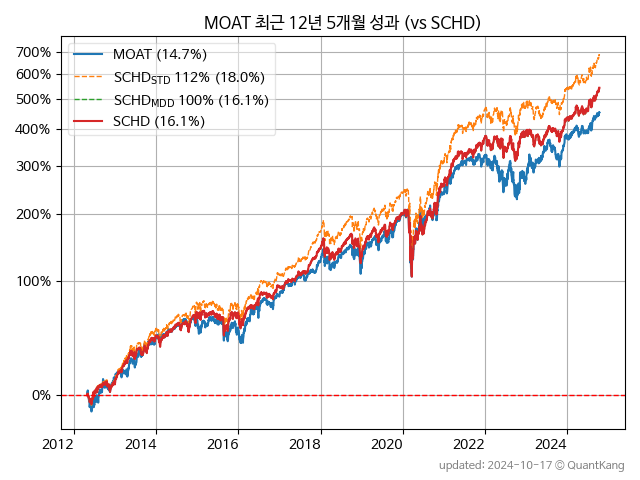 MOAT 최근 12년 5개월 성과 (vs SCHD)
700%
600%
500%
400%
300%
200%
100%
0%
MOAT (14.7%)
SCHD_STD 112% (18.0%)
SCHD_MDD 100% (16.1%)
SCHD (16.1%)
2012 2014 2016 2018 2020 2022 2024
updated: 2024-10-17 © QuantKang